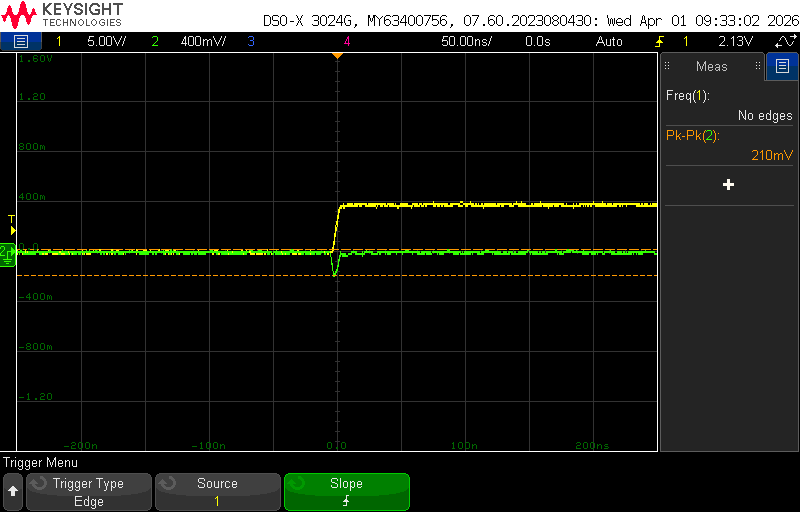 KEYSIGHT
TECHNOLOGIES
DSO-X 3024G, MY63400756, 07.60.2023080430: Wed Apr 01 09:33:02 2026
1 5.00V/ 2 400mV/ 3 4 50.00ns/ 0.0s Auto 1 2.13V
1.60V
1.20
800m
400m
T
0.0
2
-400m
-800m
-1.20
-200n -100n 0.0 100n 200ns
Meas
Freq(1):
No edges
Pk-Pk(2):
210mV
Trigger Menu
Trigger Type
Edge
Source
1
Slope